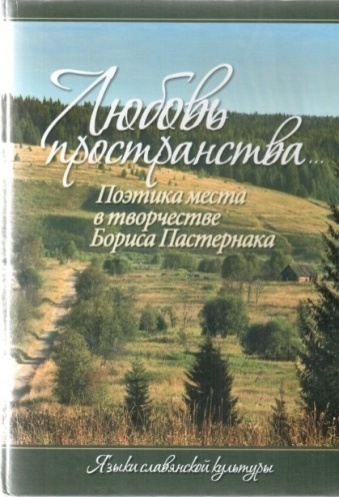 Любовь
пространства...
Поэтика места
в творчестве
Бориса Пастернака
Языки славянской культуры